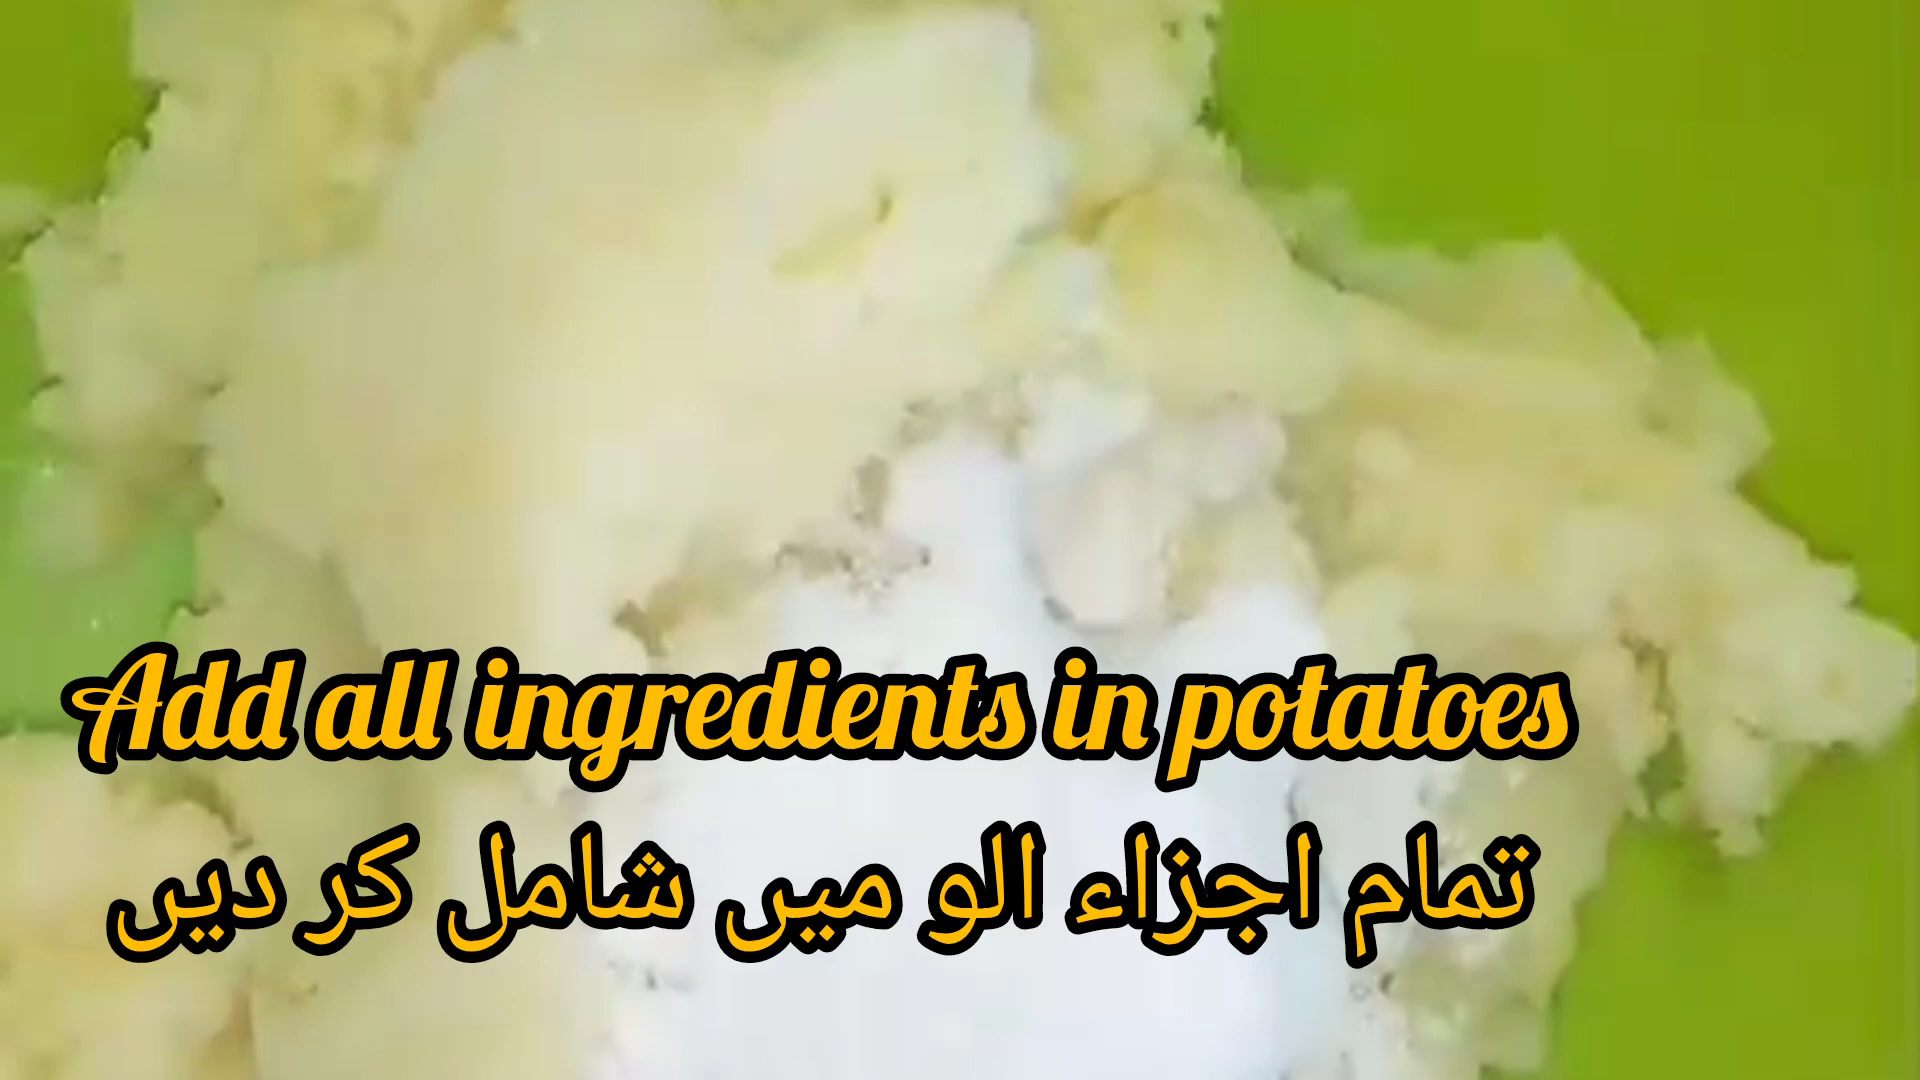 Add all ingredients in potatoes
تمام اجزاء الو میں شامل کر دیں